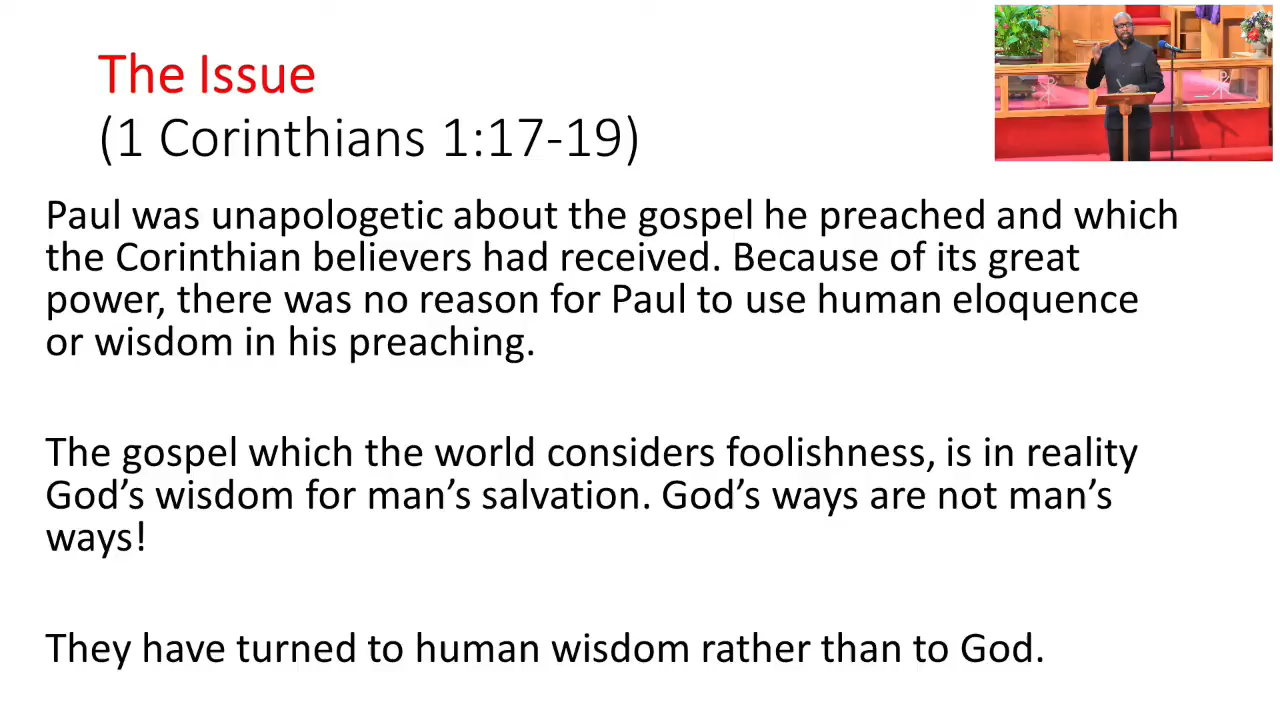 The Issue
(1 Corinthians 1:17-19)
Paul was unapologetic about the gospel he preached and which
the Corinthian believers had received. Because of its great
power, there was no reason for Paul to use human eloquence
or wisdom in his preaching.
The gospel which the world considers foolishness, is in reality
God’s wisdom for man’s salvation. God’s ways are not man’s
ways!
They have turned to human wisdom rather than to God.